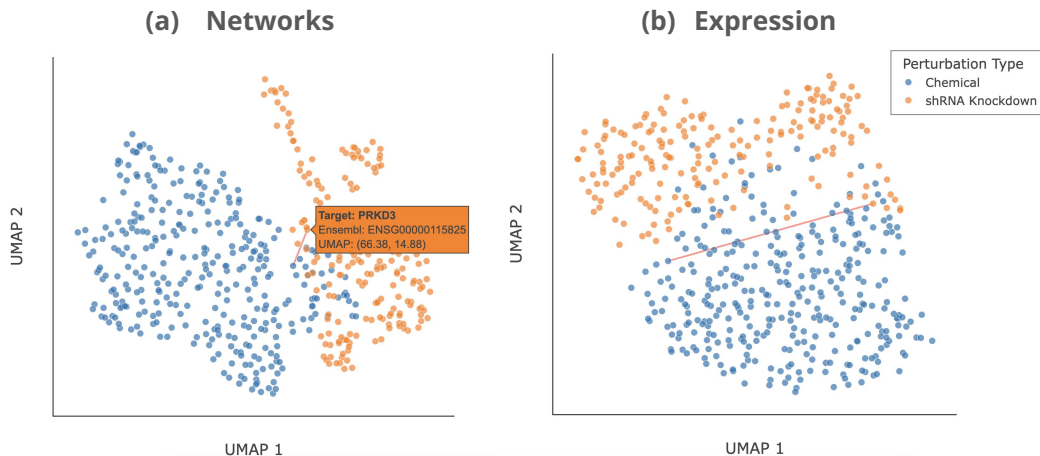 (a) Networks
(b) Expression
Perturbation Type
Chemical
shRNA Knockdown
UMAP 2
Target: PRKD3
Ensembl: ENSG00000115825
UMAP: (66.38, 14.88)
UMAP 2
UMAP 1
UMAP 1